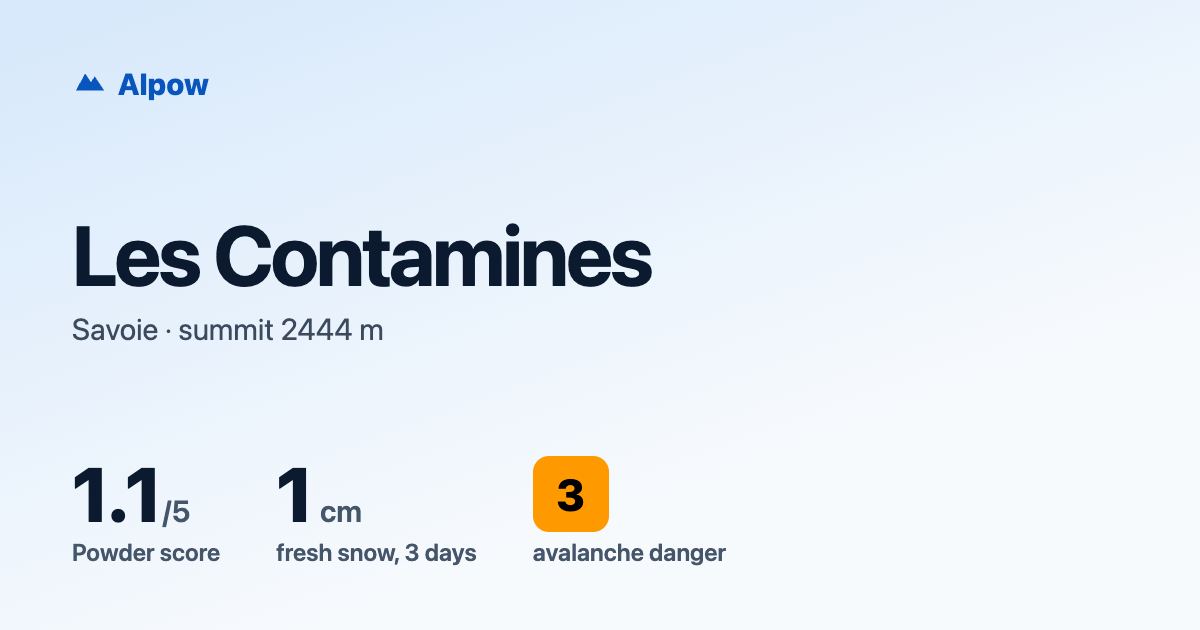 Alpow
Les Contamines
Savoie · summit 2444 m
1.1/5
Powder score
1 cm
fresh snow, 3 days
3
avalanche danger